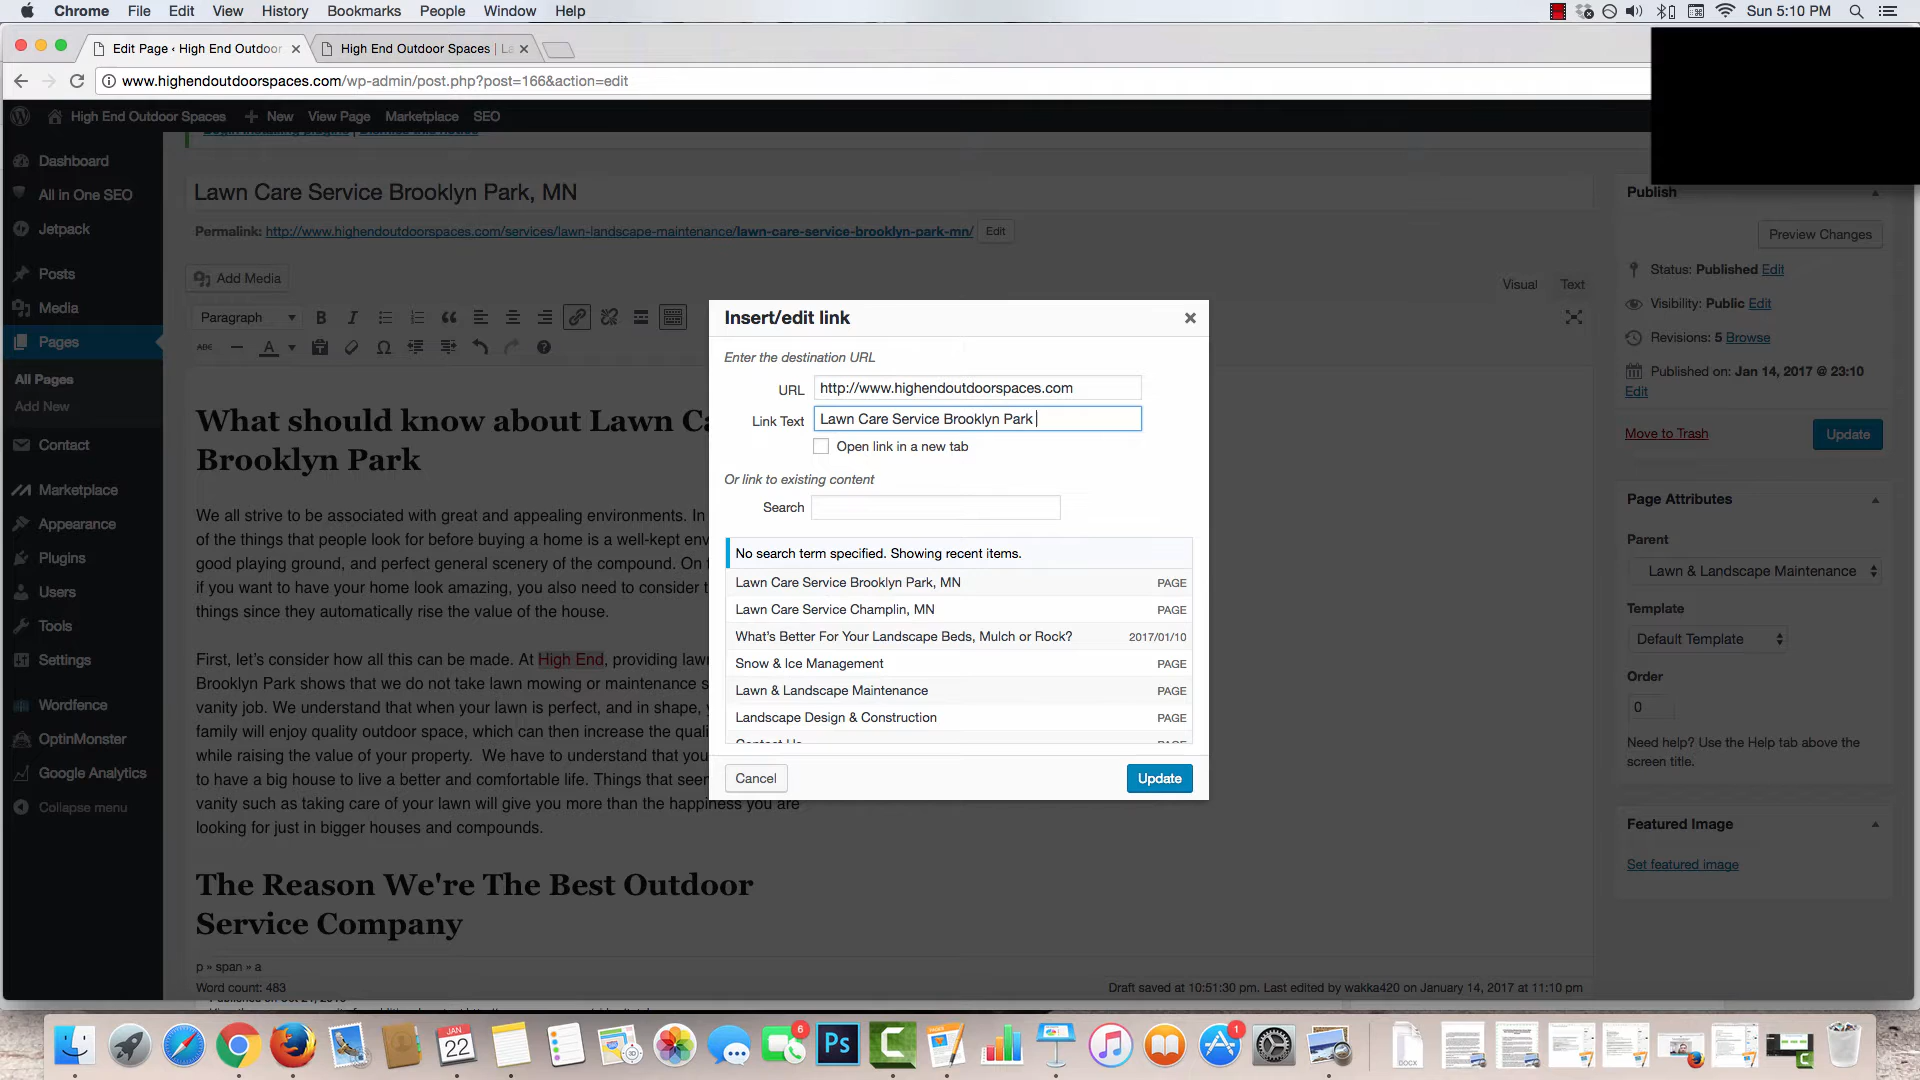 Chrome File Edit View History Bookmarks People Window Help
Sun 5:10 PM
Edit Page ‹ High End Outdoor
High End Outdoor Spaces | La
www.highendoutdoorspaces.com/wp-admin/post.php?post=166&action=edit
High End Outdoor Spaces New View Page Marketplace SEO
Dashboard
All in One SEO
Jetpack
Posts
Media
Pages
All Pages
Add New
Contact
Marketplace
Appearance
Plugins
Users
Tools
Settings
Wordfence
OptinMonster
Google Analytics
Collapse menu
Begin installing plugins | Dismiss this notice
Lawn Care Service Brooklyn Park, MN
Permalink: http://www.highendoutdoorspaces.com/services/lawn-landscape-maintenance/lawn-care-service-brooklyn-park-mn/ Edit
Add Media
Visual Text
Paragraph
ABC
What should know about Lawn Ca
Brooklyn Park
We all strive to be associated with great and appealing environments. In
of the things that people look for before buying a home is a well-kept env
good playing ground, and perfect general scenery of the compound. On t
if you want to have your home look amazing, you also need to consider t
things since they automatically rise the value of the house.
First, let's consider how all this can be made. At High End, providing lawn
Brooklyn Park shows that we do not take lawn mowing or maintenance s
vanity job. We understand that when your lawn is perfect, and in shape, y
family will enjoy quality outdoor space, which can then increase the quali
while raising the value of your property. We have to understand that you
to have a big house to live a better and comfortable life. Things that seem
vanity such as taking care of your lawn will give you more than the happiness you are
looking for just in bigger houses and compounds.
The Reason We're The Best Outdoor
Service Company
p » span » a
Word count: 483
Draft saved at 10:51:30 pm. Last edited by wakka420 on January 14, 2017 at 11:10 pm
Insert/edit link
Enter the destination URL
URL http://www.highendoutdoorspaces.com
Link Text Lawn Care Service Brooklyn Park
Open link in a new tab
Or link to existing content
Search
No search term specified. Showing recent items.
Lawn Care Service Brooklyn Park, MN PAGE
Lawn Care Service Champlin, MN PAGE
What's Better For Your Landscape Beds, Mulch or Rock? 2017/01/10
Snow & Ice Management PAGE
Lawn & Landscape Maintenance PAGE
Landscape Design & Construction PAGE
Contact Us PAGE
Cancel
Update
Publish
Preview Changes
Status: Published Edit
Visibility: Public Edit
Revisions: 5 Browse
Published on: Jan 14, 2017 @ 23:10
Edit
Move to Trash
Update
Page Attributes
Parent
Lawn & Landscape Maintenance
Template
Default Template
Order
0
Need help? Use the Help tab above the
screen title.
Featured Image
Set featured image
JAN
22
6
Ps
1
DOCX